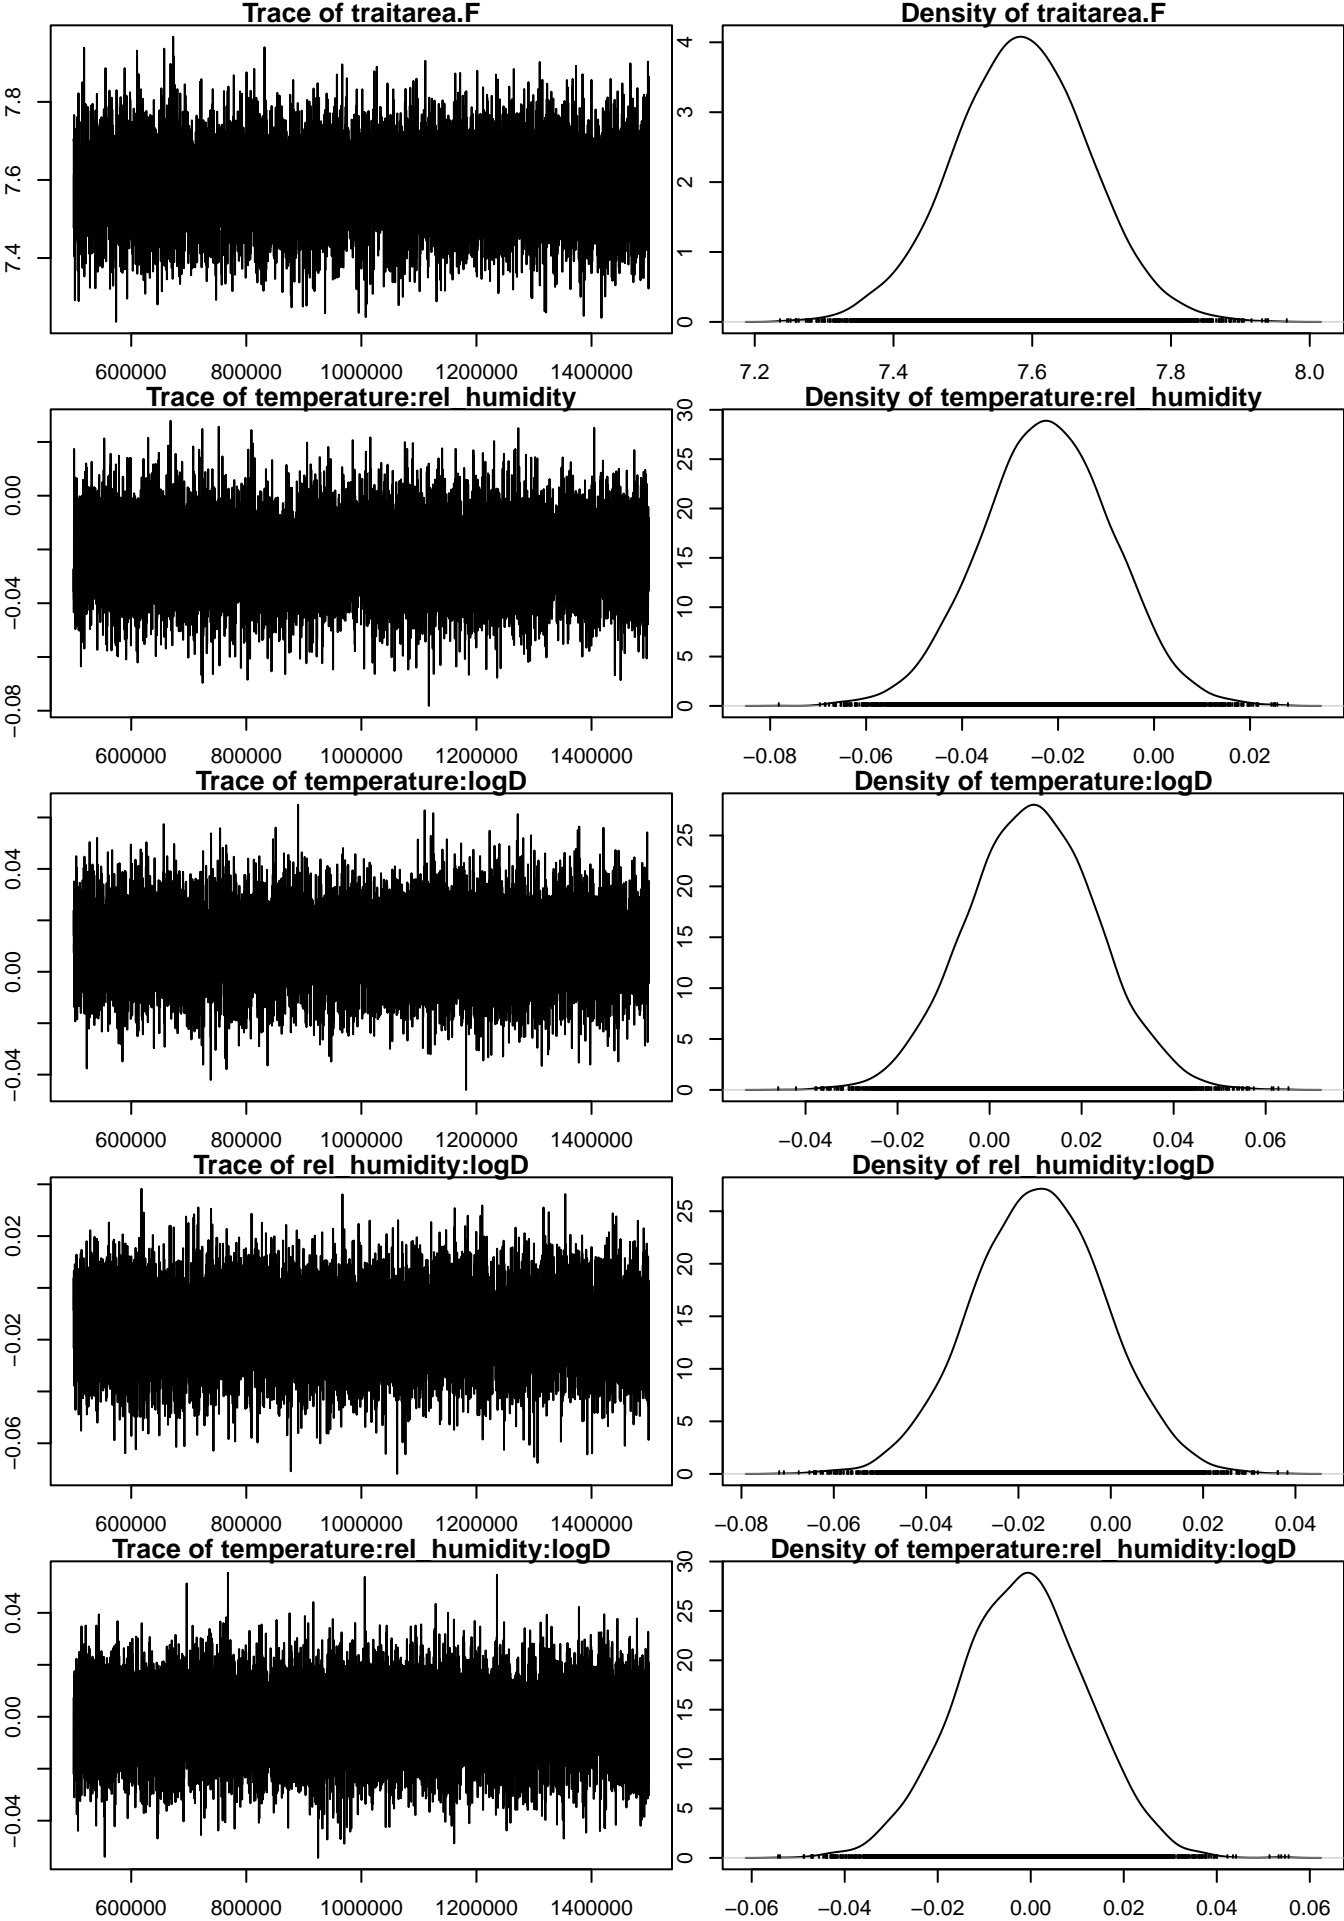 Trace of traitarea.F
7.4 7.6 7.8
600000 800000 1000000 1200000 1400000
Density of traitarea.F
0 1 2 3 4
7.2 7.4 7.6 7.8 8.0
Trace of temperature:rel_humidity
−0.08 −0.04 0.00
600000 800000 1000000 1200000 1400000
Density of temperature:rel_humidity
0 5 10 15 20 25 30
−0.08 −0.06 −0.04 −0.02 0.00 0.02
Trace of temperature:logD
−0.04 0.00 0.04
600000 800000 1000000 1200000 1400000
Density of temperature:logD
0 5 10 15 20 25
−0.04 −0.02 0.00 0.02 0.04 0.06
Trace of rel_humidity:logD
−0.06 −0.02 0.02
600000 800000 1000000 1200000 1400000
Density of rel_humidity:logD
0 5 10 15 20 25
−0.08 −0.06 −0.04 −0.02 0.00 0.02 0.04
Trace of temperature:rel_humidity:logD
−0.04 0.00 0.04
600000 800000 1000000 1200000 1400000
Density of temperature:rel_humidity:logD
0 5 10 15 20 25 30
−0.06 −0.04 −0.02 0.00 0.02 0.04 0.06